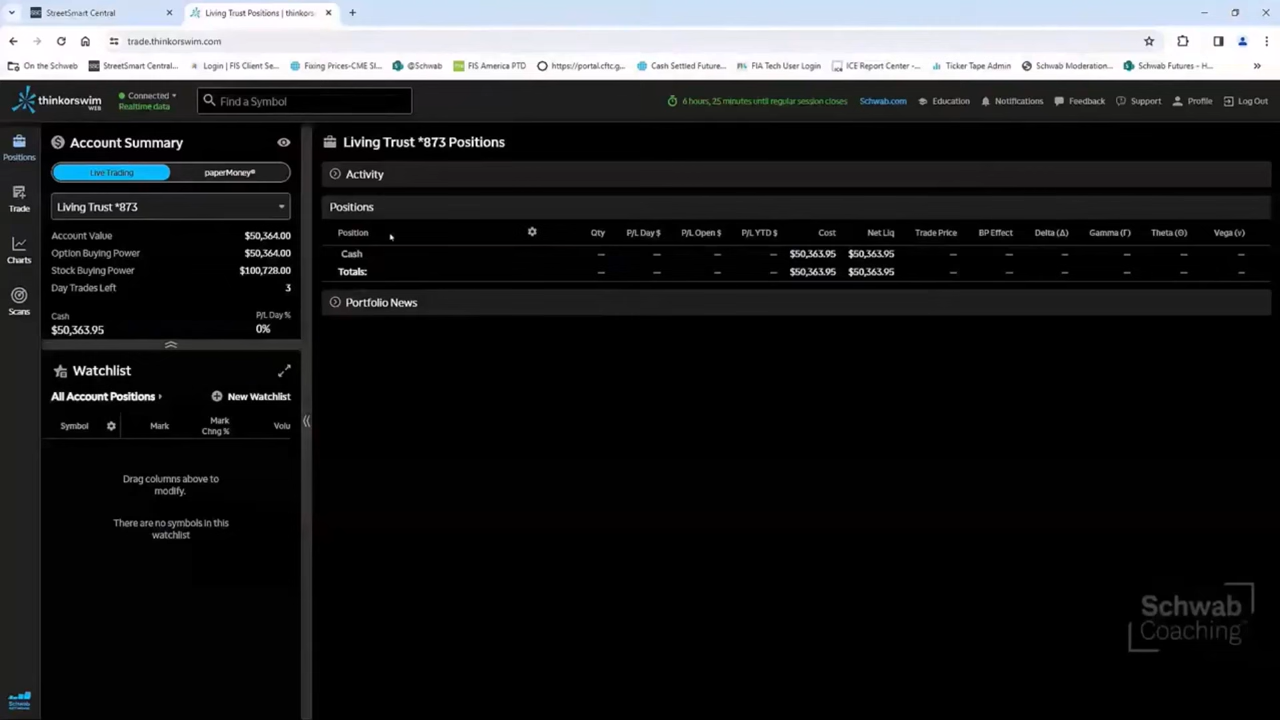 StreetSmart Central
Living Trust Positions | thinkors
trade.thinkorswim.com
On the Schweb
StreetSmart Central...
Login | FIS Client Se...
Fixing Prices-CME SI...
@Schwab
FIS America PTD
https://portal.cftc.g...
Cash Settled Future...
FIA Tech User Login
ICE Report Center -...
Ticker Tape Admin
Schwab Moderation...
Schwab Futures – H...
thinkorswim WEB
Connected
Realtime data
Find a Symbol
6 hours, 25 minutes until regular session closes
Schwab.com
Education
Notifications
Feedback
Support
Profile
Log Out
Positions
Trade
Charts
Scans
Account Summary
Live Trading
paperMoney®
Living Trust *873
Account Value $50,364.00
Option Buying Power $50,364.00
Stock Buying Power $100,728.00
Day Trades Left 3
Cash P/L Day %
$50,363.95 0%
Watchlist
All Account Positions
New Watchlist
Symbol Mark Mark Chng % Volu
Drag columns above to
modify.
There are no symbols in this
watchlist
Living Trust *873 Positions
Activity
Positions
Position Qty P/L Day $ P/L Open $ P/L YTD $ Cost Net Liq Trade Price BP Effect Delta (Δ) Gamma (Γ) Theta (Θ) Vega (v)
Cash – – – – $50,363.95 $50,363.95 – – – – – –
Totals: – – – – $50,363.95 $50,363.95 – – – – – –
Portfolio News
Schwab
Coaching